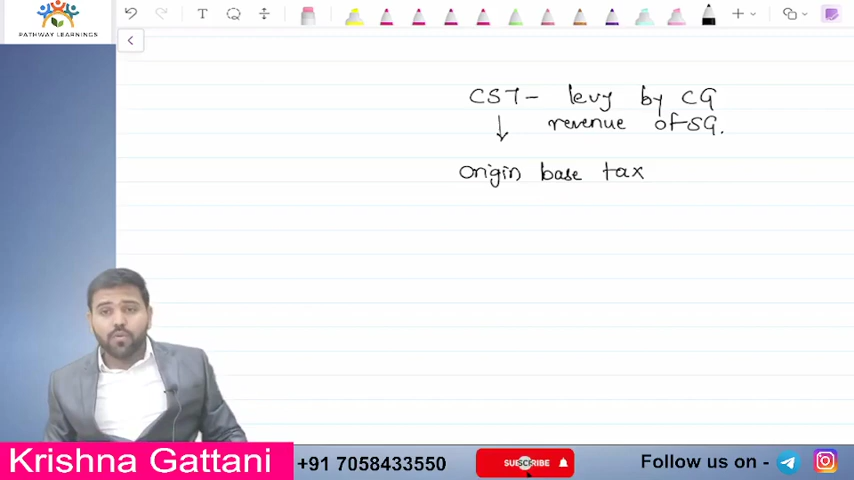 PATHWAY LEARNINGS
CST - levy by CG
revenue of SG.
↓
origin base tax
Krishna Gattani
+91 7058433550
SUBSCRIBE
Follow us on -